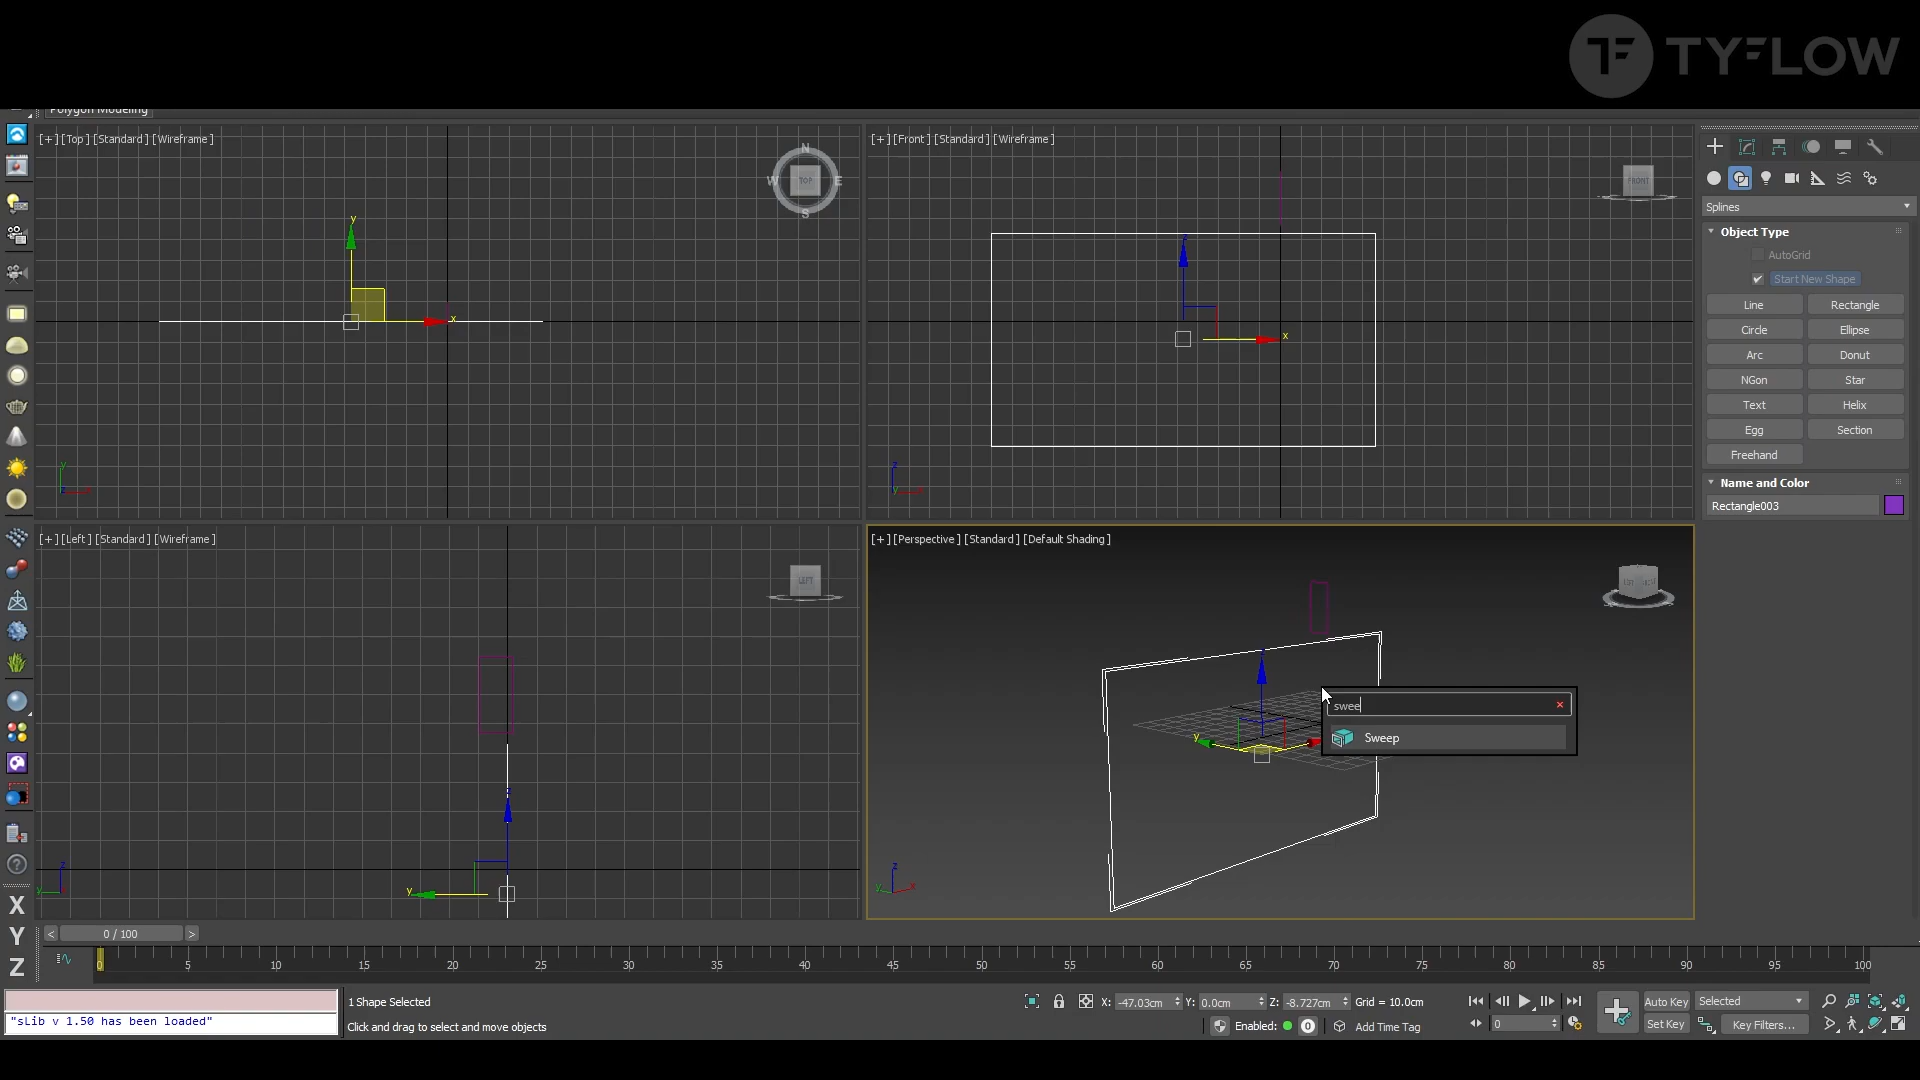 TYFLOW
Polygon Modeling
[+] [Top] [Standard] [Wireframe]
N
W TOP E
S
y
x
[+] [Front] [Standard] [Wireframe]
FRONT
z
x
[+] [Left] [Standard] [Wireframe]
LEFT
z
y
[+] [Perspective] [Standard] [Default Shading]
y
swee
Sweep
Splines
Object Type
AutoGrid
Start New Shape
Line Rectangle
Circle Ellipse
Arc Donut
NGon Star
Text Helix
Egg Section
Freehand
Name and Color
Rectangle003
X
Y
Z
< 0 / 100 >
0 5 10 15 20 25 30 35 40 45 50 55 60 65 70 75 80 85 90 95 100
"sLib v 1.50 has been loaded"
1 Shape Selected
Click and drag to select and move objects
X: -47.03cm Y: 0.0cm Z: -8.727cm Grid = 10.0cm
Enabled: 0 Add Time Tag
0
Auto Key Selected
Set Key Key Filters...